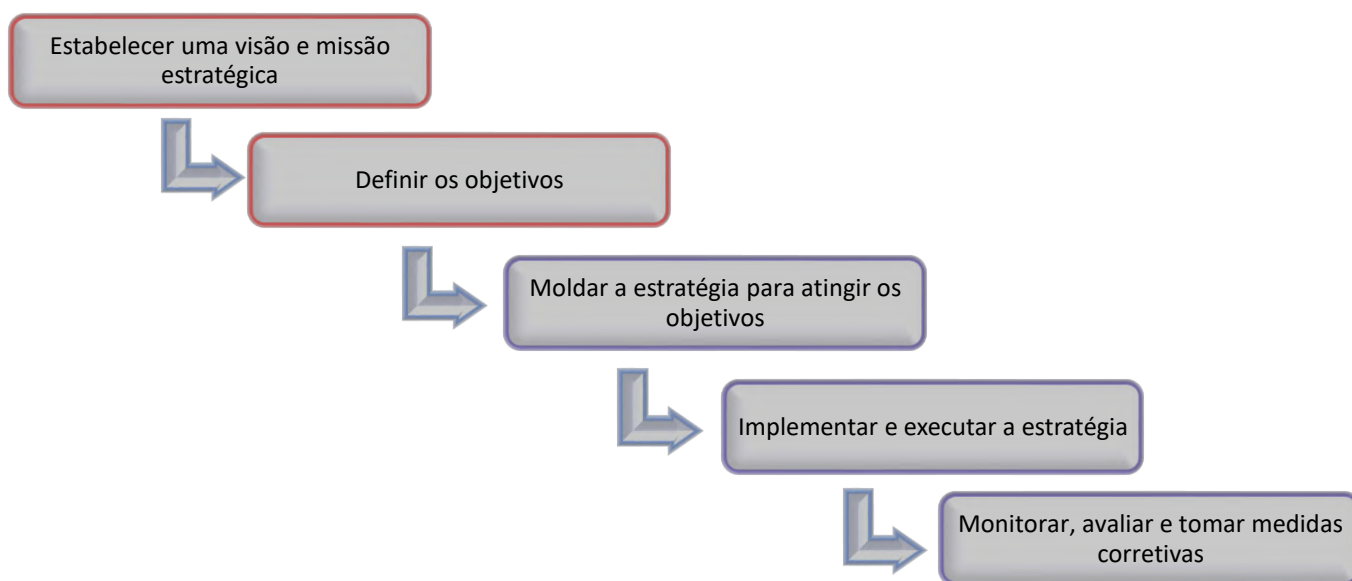 Estabelecer uma visão e missão
estratégica
Definir os objetivos
Moldar a estratégia para atingir os
objetivos
Implementar e executar a estratégia
Monitorar, avaliar e tomar medidas
corretivas